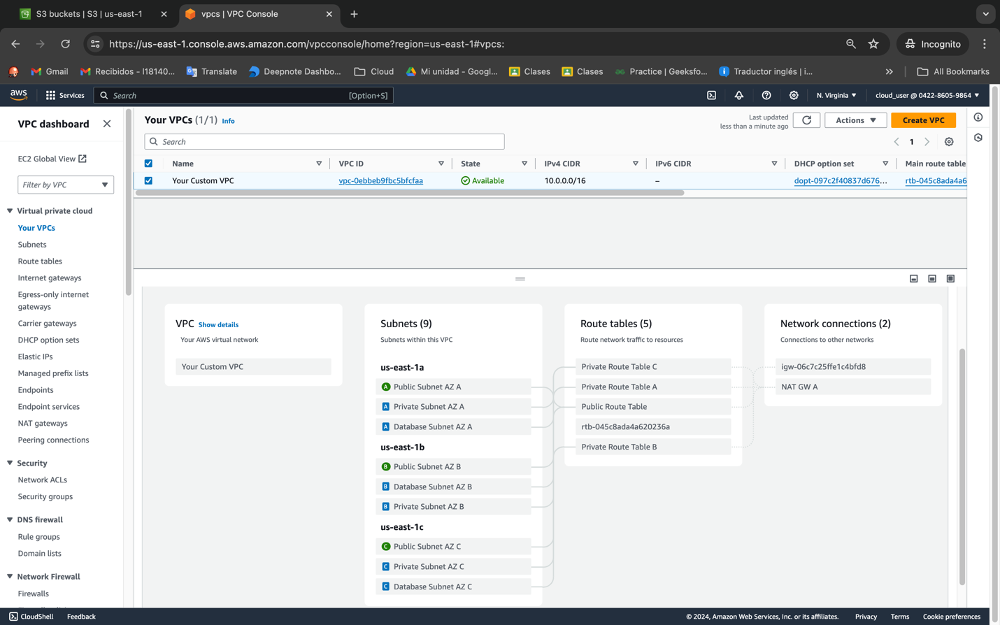 S3 buckets | S3 | us-east-1
vpcs | VPC Console
https://us-east-1.console.aws.amazon.com/vpcconsole/home?region=us-east-1#vpcs:
Incognito
Gmail
Recibidos - l18140...
Translate
Deepnote Dashbo...
Cloud
Mi unidad - Googl...
Clases
Clases
Practice | Geeksfo...
Traductor inglés | i...
All Bookmarks
aws
Services
Search
[Option+S]
N. Virginia
cloud_user @ 0422-8605-9864
VPC dashboard
EC2 Global View
Filter by VPC
Virtual private cloud
Your VPCs
Subnets
Route tables
Internet gateways
Egress-only internet
gateways
Carrier gateways
DHCP option sets
Elastic IPs
Managed prefix lists
Endpoints
Endpoint services
NAT gateways
Peering connections
Security
Network ACLs
Security groups
DNS firewall
Rule groups
Domain lists
Network Firewall
Firewalls
Your VPCs (1/1) Info
Last updated
less than a minute ago
Actions
Create VPC
Search
1
Name
VPC ID
State
IPv4 CIDR
IPv6 CIDR
DHCP option set
Main route table
Your Custom VPC
vpc-0ebbeb9fbc5bfcfaa
Available
10.0.0.0/16
–
dopt-097c2f40837d676...
rtb-045c8ada4a6
VPC Show details
Your AWS virtual network
Your Custom VPC
Subnets (9)
Subnets within this VPC
us-east-1a
A Public Subnet AZ A
A Private Subnet AZ A
A Database Subnet AZ A
us-east-1b
B Public Subnet AZ B
B Database Subnet AZ B
B Private Subnet AZ B
us-east-1c
C Public Subnet AZ C
C Private Subnet AZ C
C Database Subnet AZ C
Route tables (5)
Route network traffic to resources
Private Route Table C
Private Route Table A
Public Route Table
rtb-045c8ada4a620236a
Private Route Table B
Network connections (2)
Connections to other networks
igw-06c7c25ffe1c4bfd8
NAT GW A
CloudShell
Feedback
© 2024, Amazon Web Services, Inc. or its affiliates.
Privacy
Terms
Cookie preferences